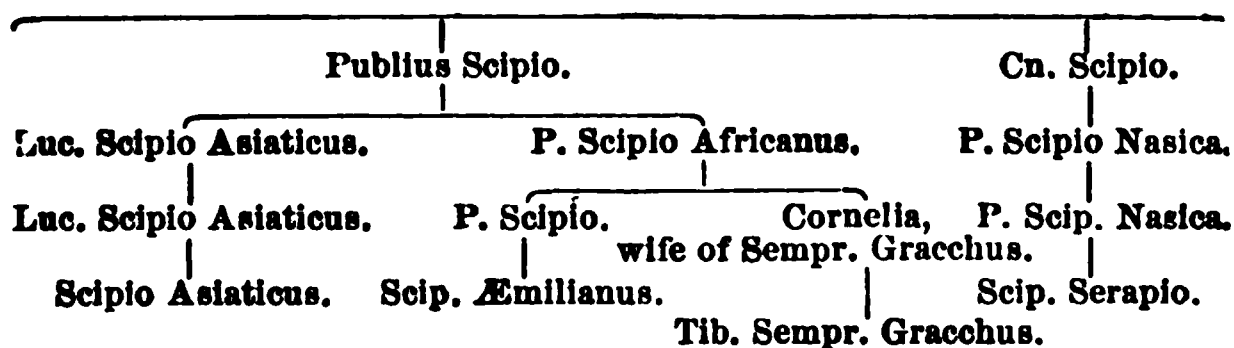 Publius Scipio. Cn. Scipio.
Luc. Scipio Asiaticus. P. Scipio Africanus. P. Scipio Nasica.
Luc. Scipio Asiaticus. P. Scipio. Cornelia, P. Scip. Nasica.
wife of Sempr. Gracchus.
Scipio Asiaticus. Scip. Æmilianus. Scip. Serapio.
Tib. Sempr. Gracchus.